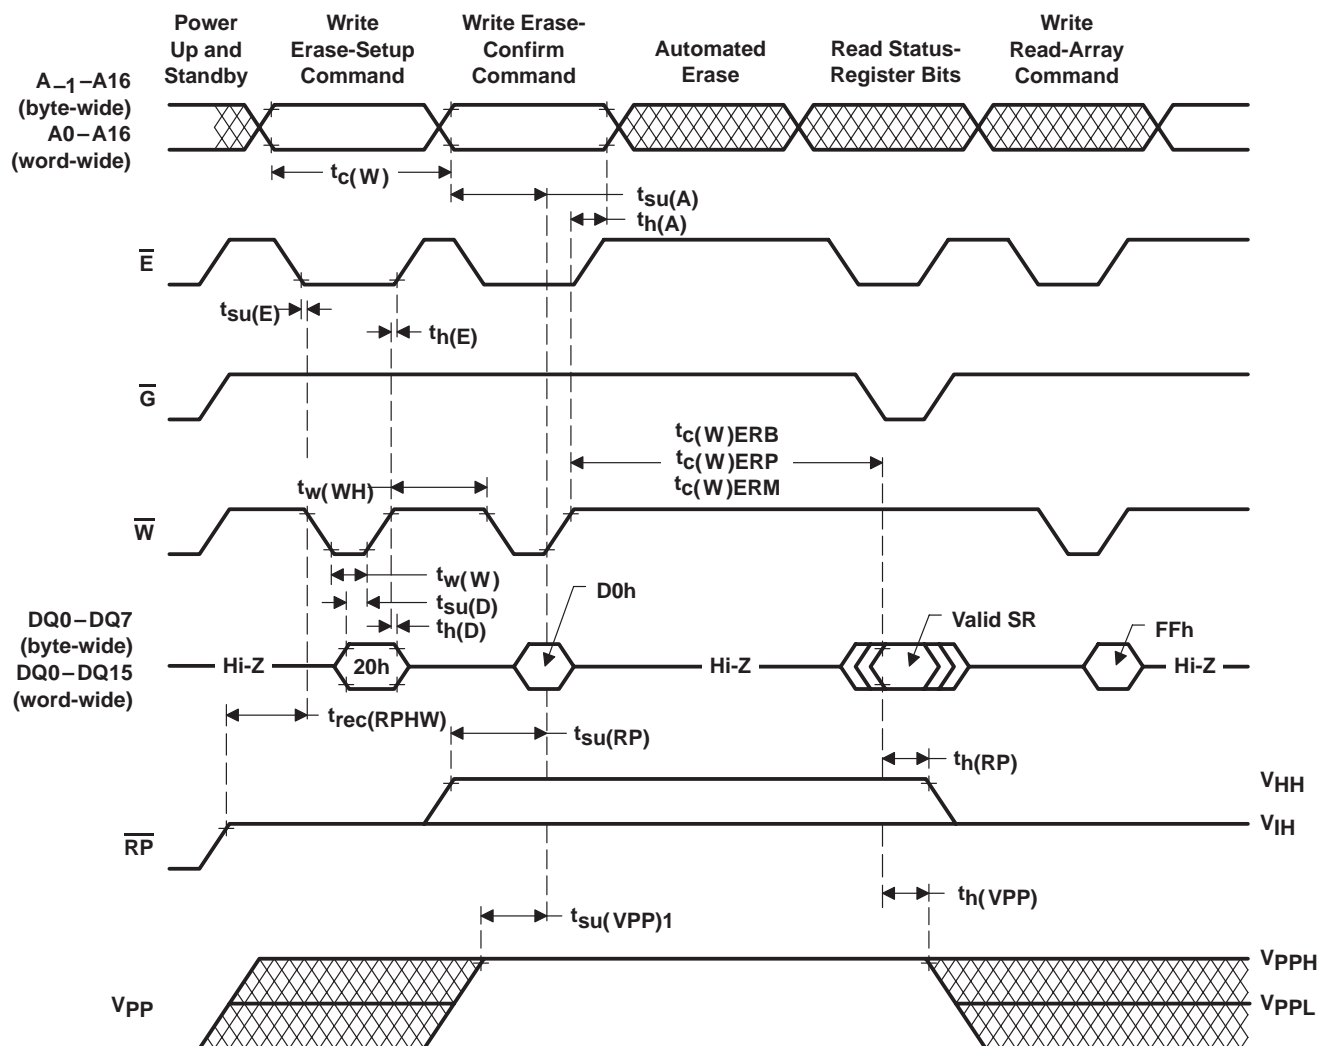 Power
Up and
Standby
Write
Erase-Setup
Command
Write Erase-
Confirm
Command
Automated
Erase
Read Status-
Register Bits
Write
Read-Array
Command
A–1–A16
(byte-wide)
A0–A16
(word-wide)
tc(W)
tsu(A)
th(A)
E
tsu(E)
th(E)
G
tc(W)ERB
tc(W)ERP
tc(W)ERM
tw(WH)
W
tw(W)
tsu(D)
th(D)
D0h
Valid SR
FFh
DQ0–DQ7
(byte-wide)
DQ0–DQ15
(word-wide)
Hi-Z
20h
Hi-Z
Hi-Z
trec(RPHW)
tsu(RP)
th(RP)
VHH
VIH
RP
th(VPP)
tsu(VPP)1
VPPH
VPP
VPPL